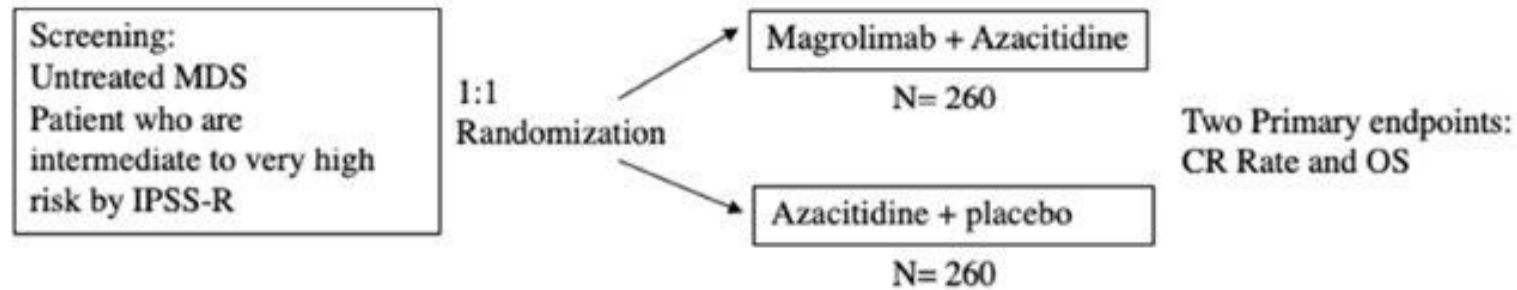 Screening:
Untreated MDS
Patient who are
intermediate to very high
risk by IPSS-R
1:1
Randomization
Magrolimab + Azacitidine
N= 260
Azacitidine + placebo
N= 260
Two Primary endpoints:
CR Rate and OS